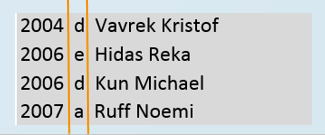 2004 d Vavrek Kristof
2006 e Hidas Reka
2006 d Kun Michael
2007 a Ruff Noemi